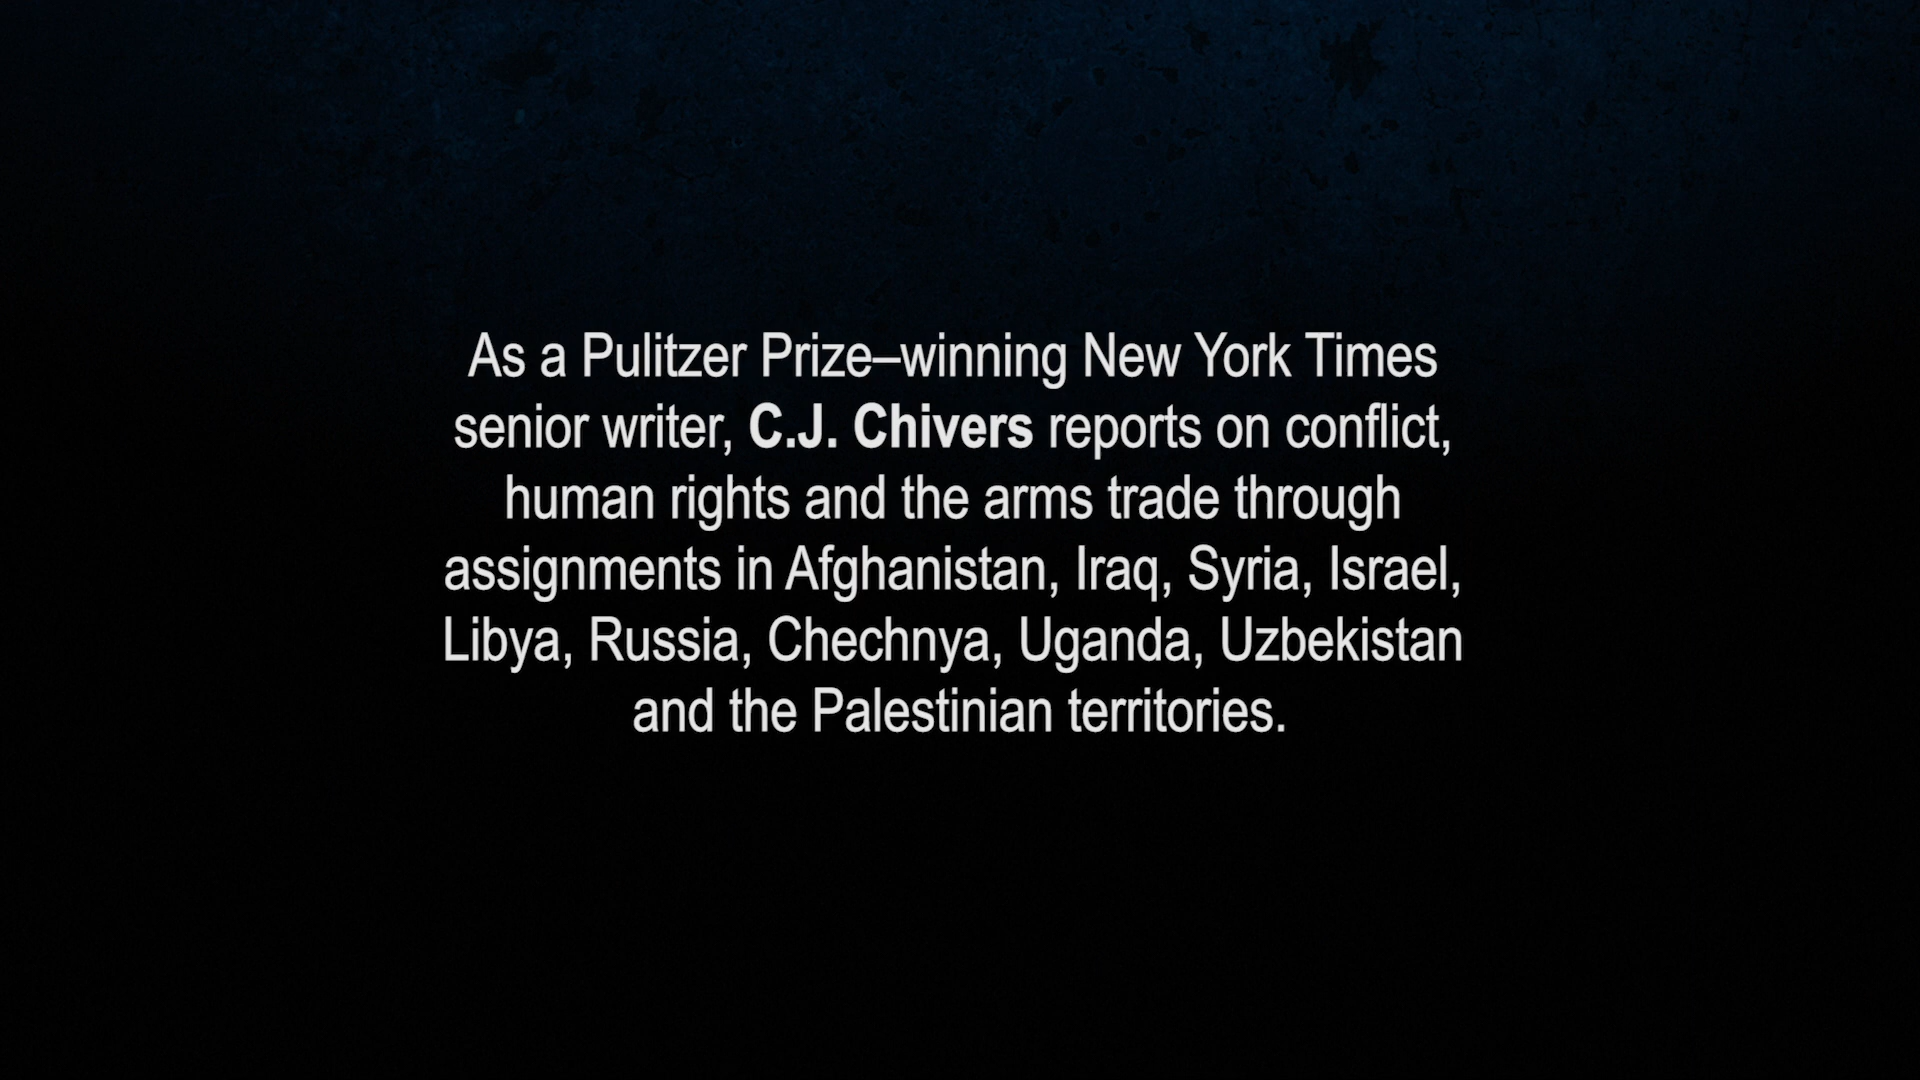 As a Pulitzer Prize–winning New York Times
senior writer, C.J. Chivers reports on conflict,
human rights and the arms trade through
assignments in Afghanistan, Iraq, Syria, Israel,
Libya, Russia, Chechnya, Uganda, Uzbekistan
and the Palestinian territories.